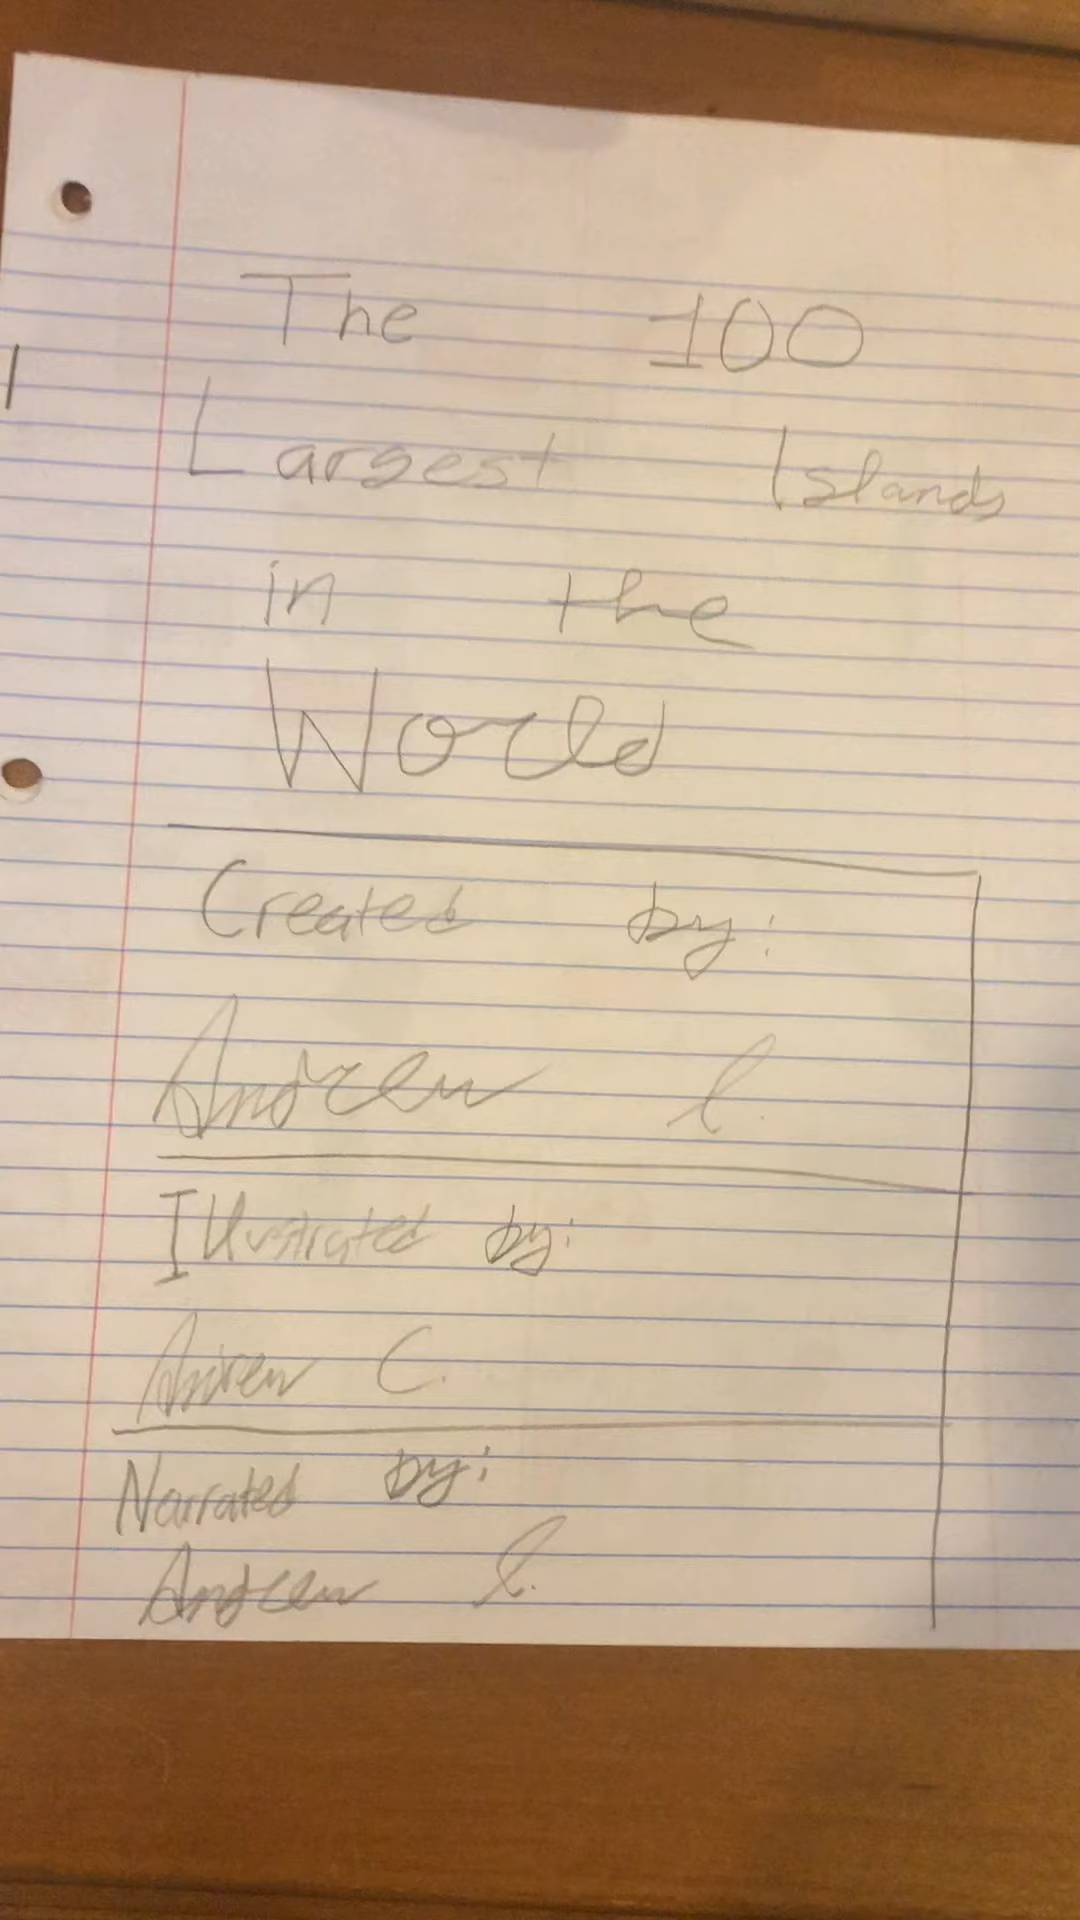 The 100
Largest Islands
in the
World
Created by:
Andrew C.
Illustrated by:
Andrew C.
Narrated by:
Andrew C.